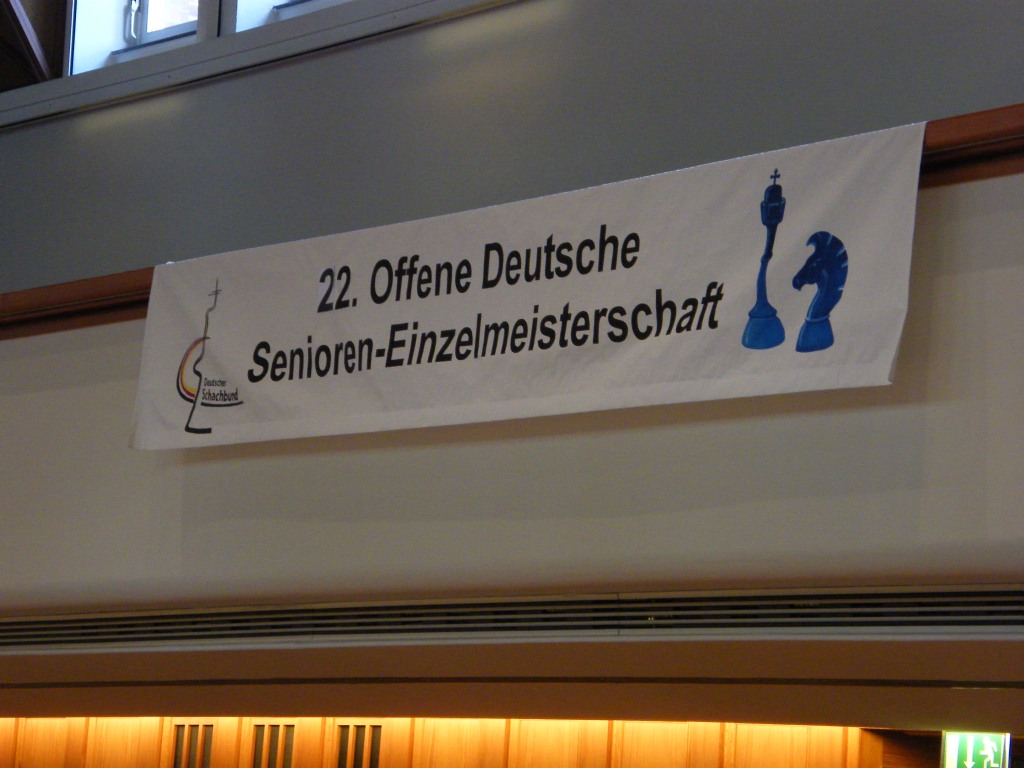 22. Offene Deutsche
Senioren-Einzelmeisterschaft
Deutscher
Schachbund